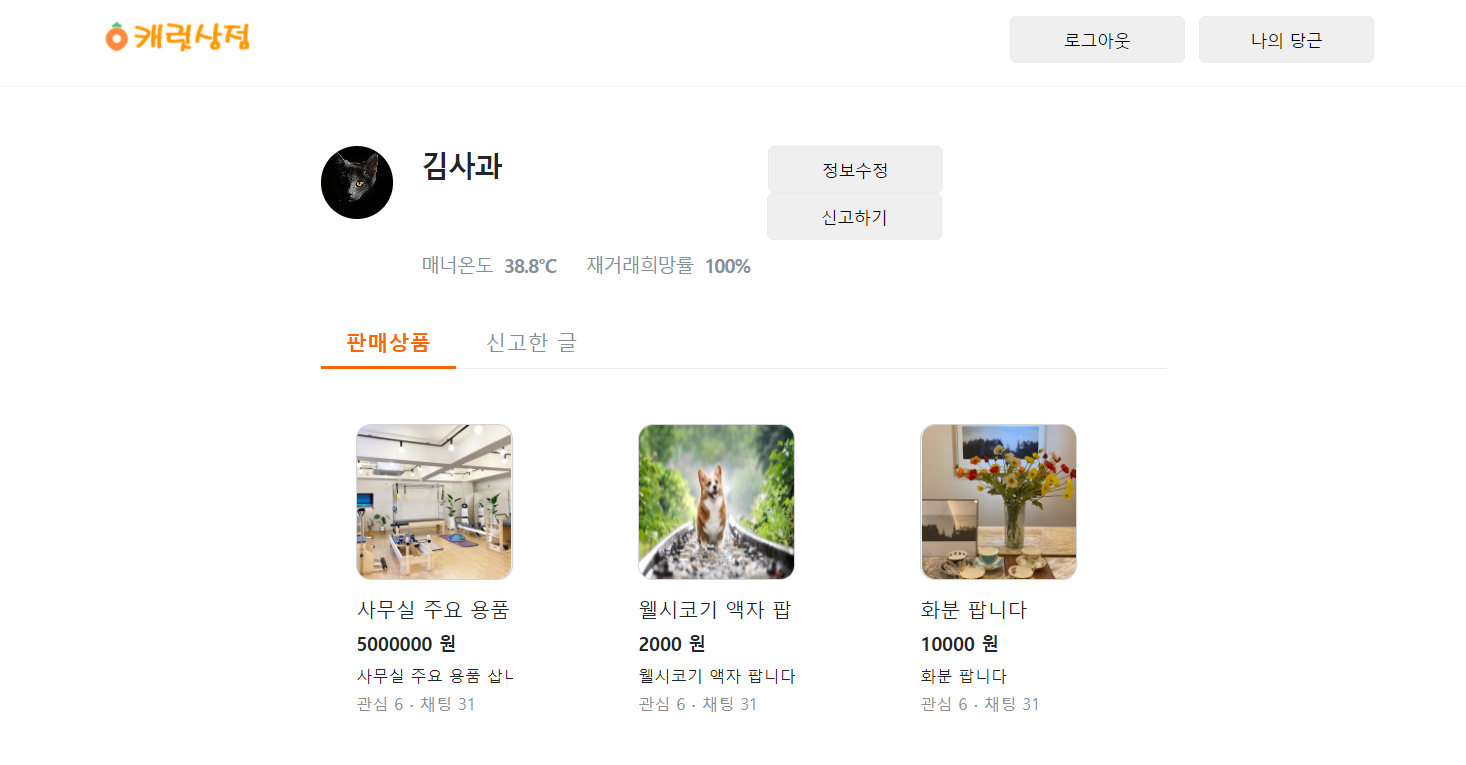 캐릿상점
로그아웃
나의 당근
김사과
정보수정
신고하기
매너온도 38.8°C 재거래희망률 100%
판매상품 신고한 글
사무실 주요 용품
5000000 원
사무실 주요 용품 삽ㄴ
관심 6 · 채팅 31
웰시코기 액자 팝
2000 원
웰시코기 액자 팝니다
관심 6 · 채팅 31
화분 팝니다
10000 원
화분 팝니다
관심 6 · 채팅 31